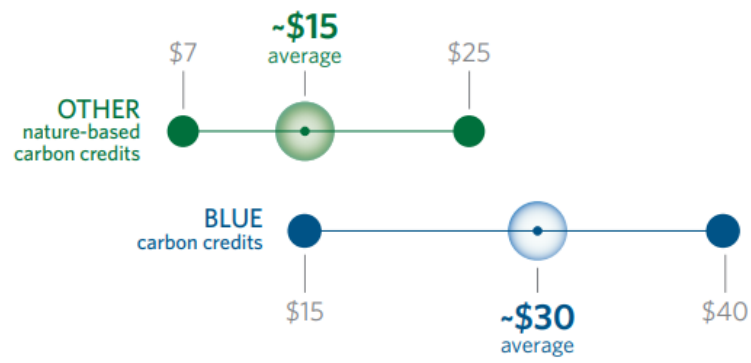 ~$15
average
$7
$25
OTHER
nature-based
carbon credits
BLUE
carbon credits
$15
$40
~$30
average